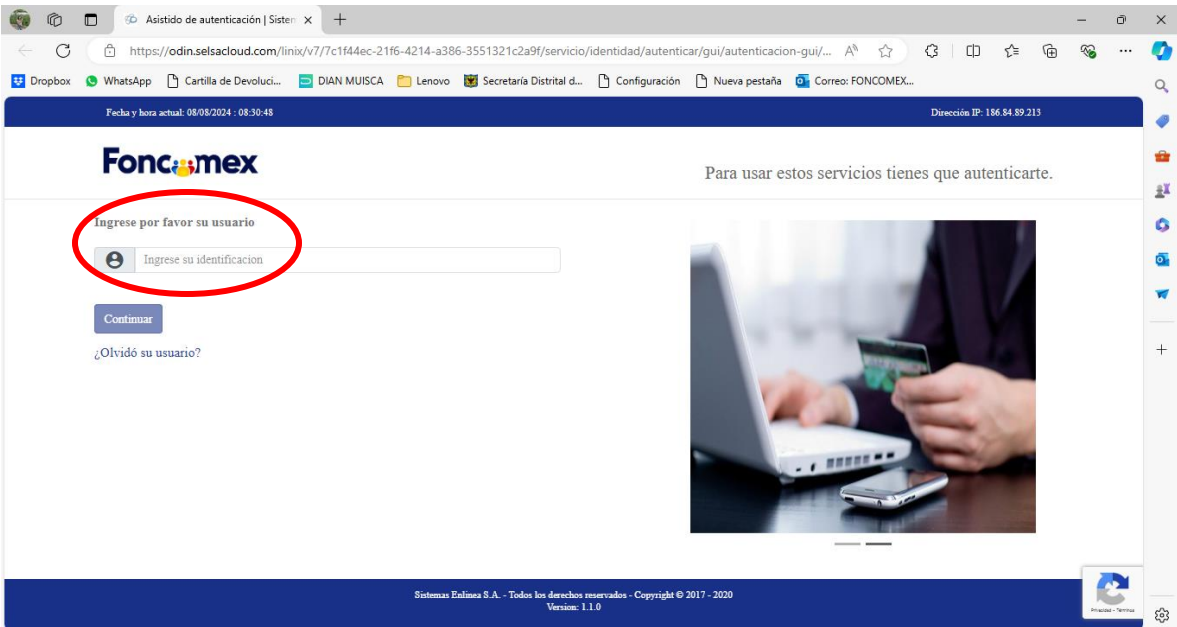 Asistido de autenticación | Sisten
https://odin.selsacloud.com/linix/v7/7c1f44ec-21f6-4214-a386-3551321c2a9f/servicio/identidad/autenticar/gui/autenticacion-gui/...
Dropbox WhatsApp Cartilla de Devoluci... DIAN MUISCA Lenovo Secretaría Distrital d... Configuración Nueva pestaña Correo: FONCOMEX...
Fecha y hora actual: 08/08/2024 : 08:30:48 Dirección IP: 186.84.89.213
Foncomex
Para usar estos servicios tienes que autenticarte.
Ingrese por favor su usuario
Ingrese su identificacion
Continuar
¿Olvidó su usuario?
Sistemas Enlinea S.A. - Todos los derechos reservados - Copyright © 2017 - 2020
Version: 1.1.0
Privacidad - Términos